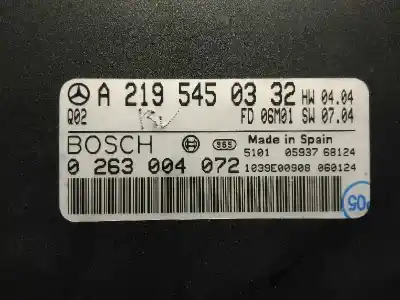 A 219 545 03 32 HW 04.04
Q02 FD 06M01 SW 07.04
BOSCH Made in Spain
5101 05937 68124
0 263 004 072 1039E00908 060124
P05